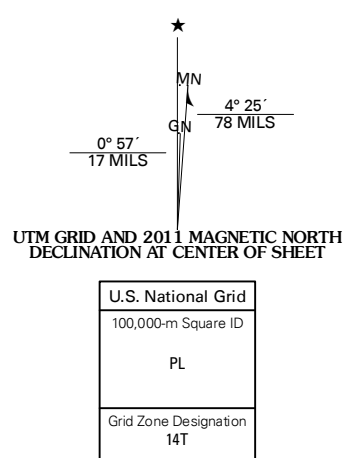 ★
MN
GN
4° 25´
78 MILS
0° 57´
17 MILS
UTM GRID AND 2011 MAGNETIC NORTH
DECLINATION AT CENTER OF SHEET
U.S. National Grid
100,000-m Square ID
PL
Grid Zone Designation
14T